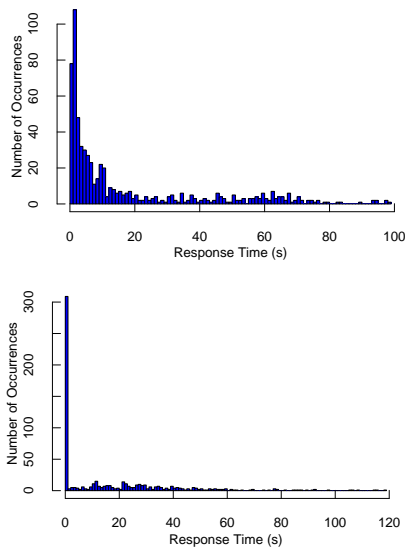 Number of Occurrences
100
80
60
40
20
0
0 20 40 60 80 100
Response Time (s)
Number of Occurrences
300
200
100
50
0
0 20 40 60 80 100 120
Response Time (s)